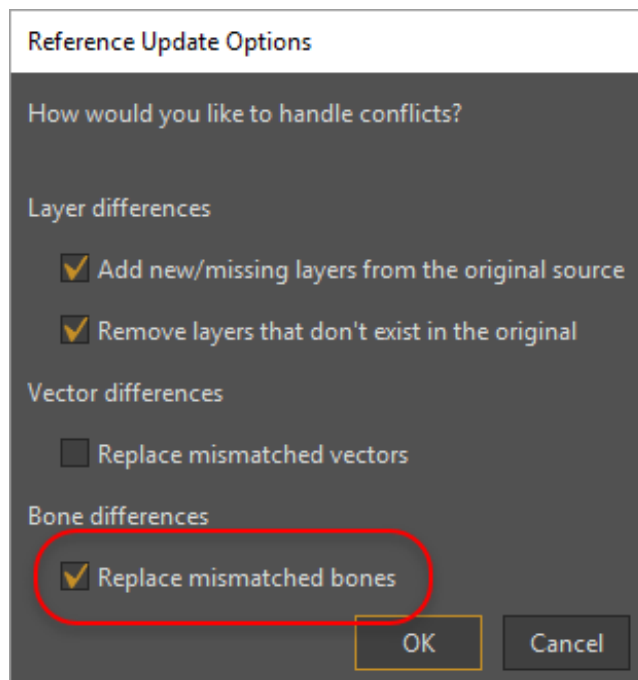 Reference Update Options
How would you like to handle conflicts?
Layer differences
Add new/missing layers from the original source
Remove layers that don't exist in the original
Vector differences
Replace mismatched vectors
Bone differences
Replace mismatched bones
OK Cancel